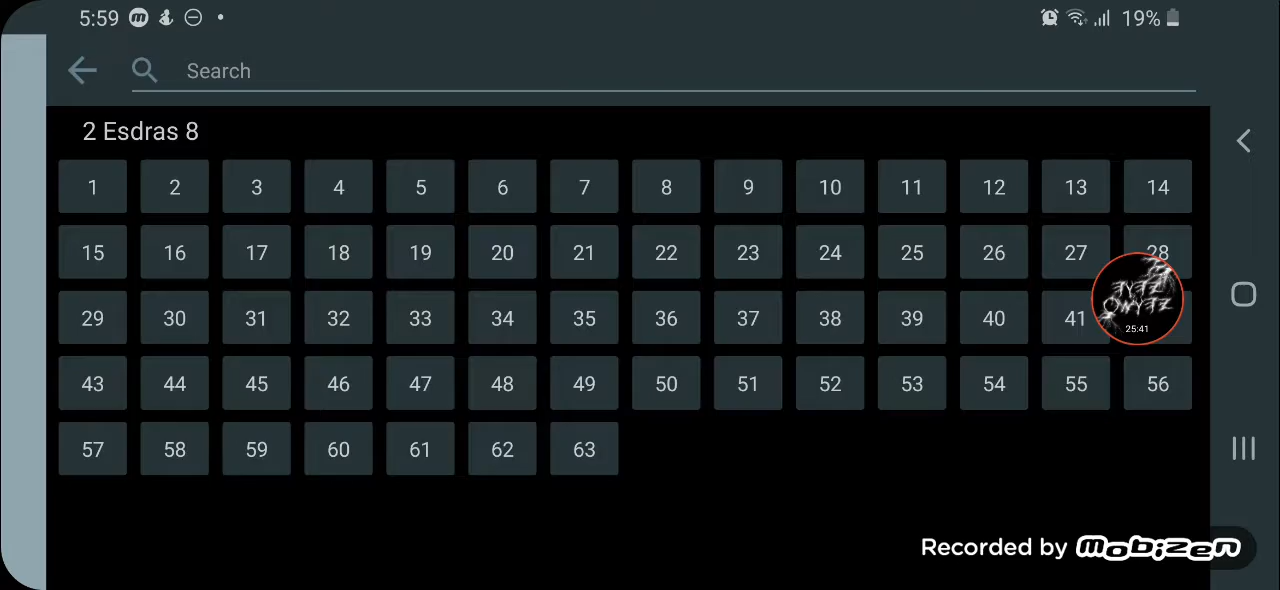 5:59 19%
Search
2 Esdras 8
1 2 3 4 5 6 7 8 9 10 11 12 13 14
15 16 17 18 19 20 21 22 23 24 25 26 27 28
29 30 31 32 33 34 35 36 37 38 39 40 41
25:41
43 44 45 46 47 48 49 50 51 52 53 54 55 56
57 58 59 60 61 62 63
Recorded by mobizen